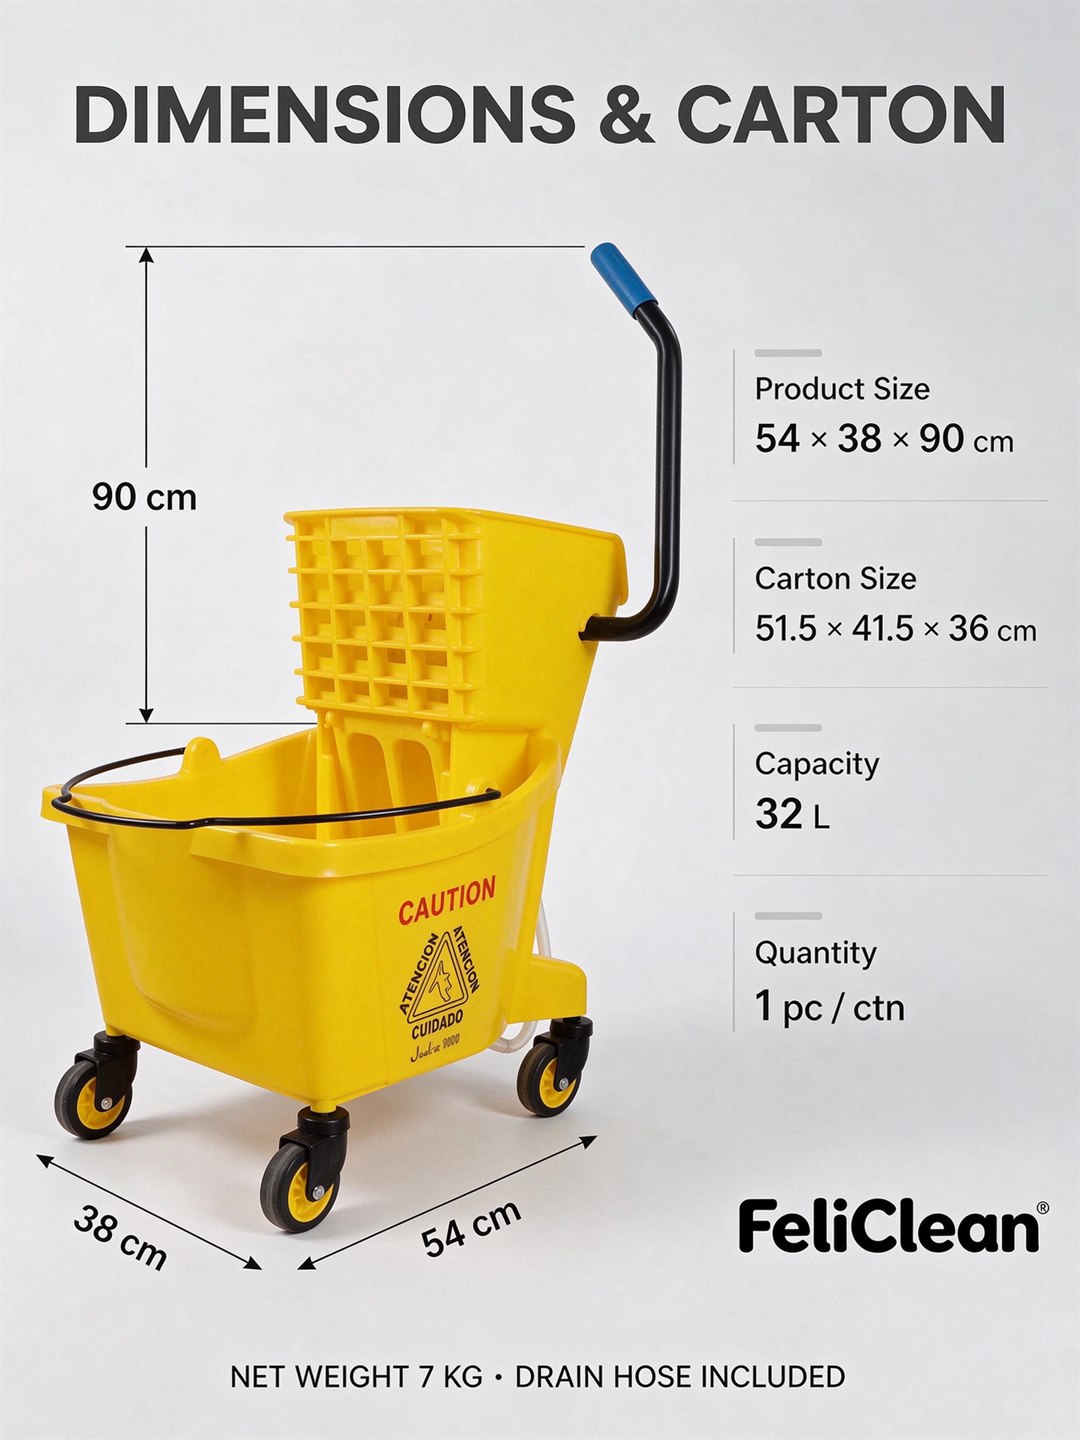 DIMENSIONS & CARTON
90 cm
Product Size
54 × 38 × 90 cm
Carton Size
51.5 × 41.5 × 36 cm
Capacity
32 L
Quantity
1 pc / ctn
CAUTION
ATENCION
ATENCION
CUIDADO
9000
38 cm
54 cm
FeliClean®
NET WEIGHT 7 KG • DRAIN HOSE INCLUDED